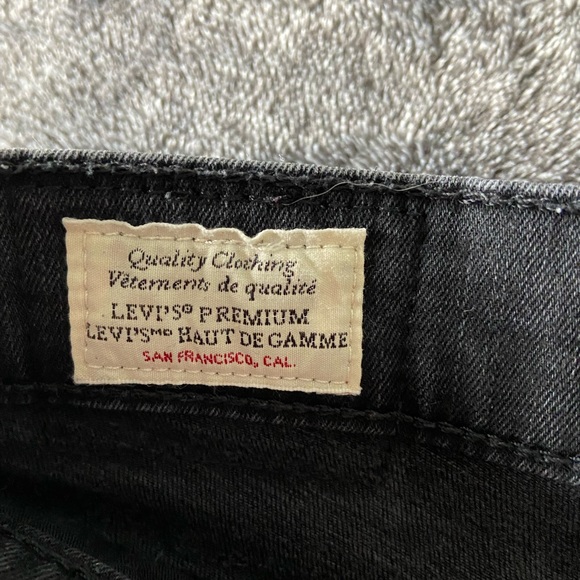 Quality Clothing
Vêtements de qualité
LEVI'S® PREMIUM
LEVI'Sᴹᴰ HAUT DE GAMME
SAN FRANCISCO, CAL.